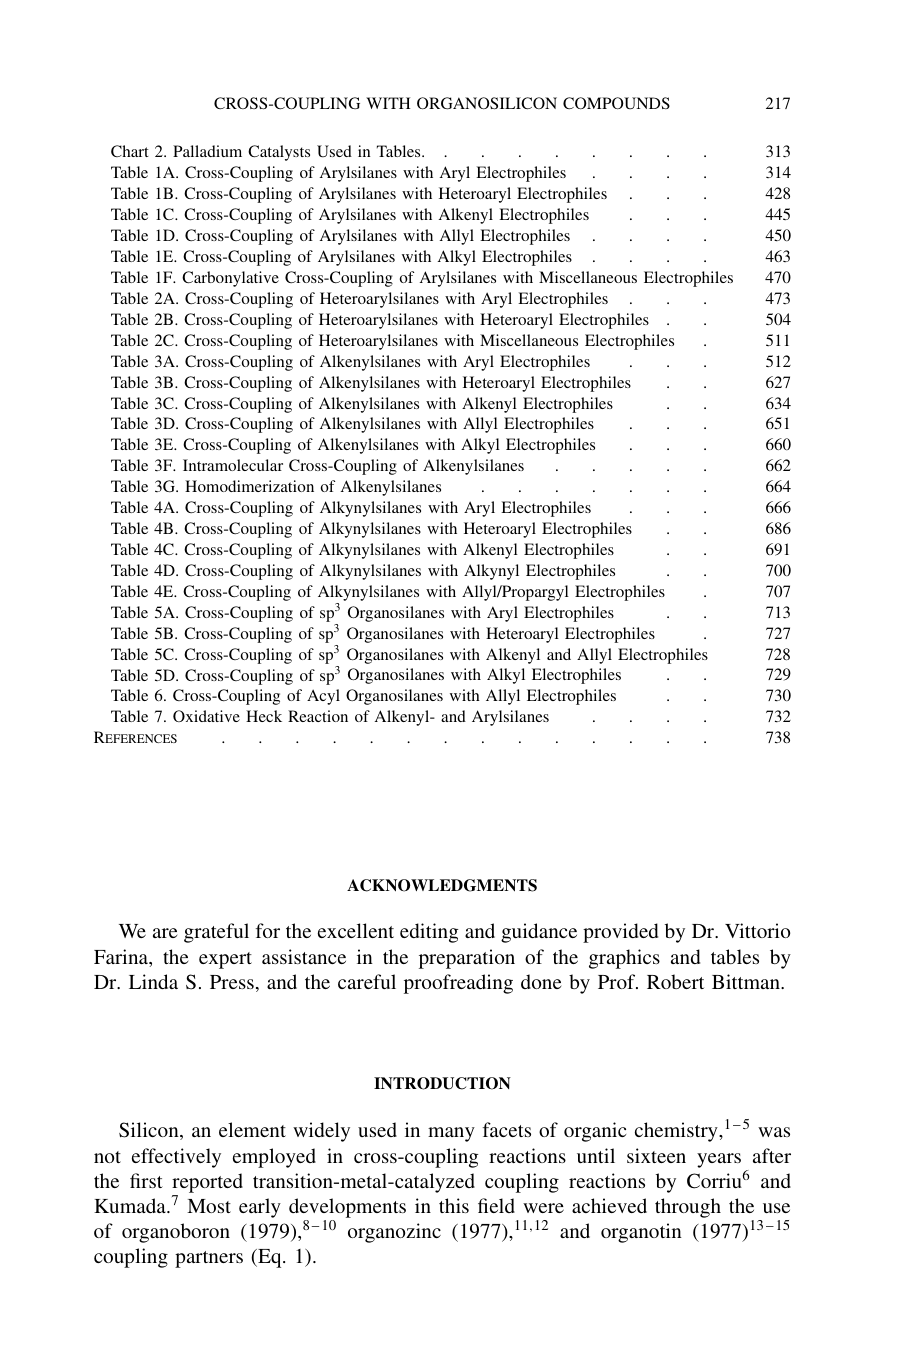 CROSS-COUPLING WITH ORGANOSILICON COMPOUNDS 217
Chart 2. Palladium Catalysts Used in Tables. . . . . . . . . 313
Table 1A. Cross-Coupling of Arylsilanes with Aryl Electrophiles . . . . 314
Table 1B. Cross-Coupling of Arylsilanes with Heteroaryl Electrophiles . . . 428
Table 1C. Cross-Coupling of Arylsilanes with Alkenyl Electrophiles . . . 445
Table 1D. Cross-Coupling of Arylsilanes with Allyl Electrophiles . . . . 450
Table 1E. Cross-Coupling of Arylsilanes with Alkyl Electrophiles . . . . 463
Table 1F. Carbonylative Cross-Coupling of Arylsilanes with Miscellaneous Electrophiles 470
Table 2A. Cross-Coupling of Heteroarylsilanes with Aryl Electrophiles . . . 473
Table 2B. Cross-Coupling of Heteroarylsilanes with Heteroaryl Electrophiles . . 504
Table 2C. Cross-Coupling of Heteroarylsilanes with Miscellaneous Electrophiles . 511
Table 3A. Cross-Coupling of Alkenylsilanes with Aryl Electrophiles . . . 512
Table 3B. Cross-Coupling of Alkenylsilanes with Heteroaryl Electrophiles . . 627
Table 3C. Cross-Coupling of Alkenylsilanes with Alkenyl Electrophiles . . 634
Table 3D. Cross-Coupling of Alkenylsilanes with Allyl Electrophiles . . . 651
Table 3E. Cross-Coupling of Alkenylsilanes with Alkyl Electrophiles . . . 660
Table 3F. Intramolecular Cross-Coupling of Alkenylsilanes . . . . . 662
Table 3G. Homodimerization of Alkenylsilanes . . . . . . . 664
Table 4A. Cross-Coupling of Alkynylsilanes with Aryl Electrophiles . . . 666
Table 4B. Cross-Coupling of Alkynylsilanes with Heteroaryl Electrophiles . . 686
Table 4C. Cross-Coupling of Alkynylsilanes with Alkenyl Electrophiles . . 691
Table 4D. Cross-Coupling of Alkynylsilanes with Alkynyl Electrophiles . . 700
Table 4E. Cross-Coupling of Alkynylsilanes with Allyl/Propargyl Electrophiles . 707
Table 5A. Cross-Coupling of sp³ Organosilanes with Aryl Electrophiles . . 713
Table 5B. Cross-Coupling of sp³ Organosilanes with Heteroaryl Electrophiles . 727
Table 5C. Cross-Coupling of sp³ Organosilanes with Alkenyl and Allyl Electrophiles 728
Table 5D. Cross-Coupling of sp³ Organosilanes with Alkyl Electrophiles . . 729
Table 6. Cross-Coupling of Acyl Organosilanes with Allyl Electrophiles . . 730
Table 7. Oxidative Heck Reaction of Alkenyl- and Arylsilanes . . . . 732
REFERENCES . . . . . . . . . . . . . . 738
ACKNOWLEDGMENTS
We are grateful for the excellent editing and guidance provided by Dr. Vittorio
Farina, the expert assistance in the preparation of the graphics and tables by
Dr. Linda S. Press, and the careful proofreading done by Prof. Robert Bittman.
INTRODUCTION
Silicon, an element widely used in many facets of organic chemistry,¹⁻⁵ was
not effectively employed in cross-coupling reactions until sixteen years after
the first reported transition-metal-catalyzed coupling reactions by Corriu⁶ and
Kumada.⁷ Most early developments in this field were achieved through the use
of organoboron (1979),⁸⁻¹⁰ organozinc (1977),¹¹,¹² and organotin (1977)¹³⁻¹⁵
coupling partners (Eq. 1).